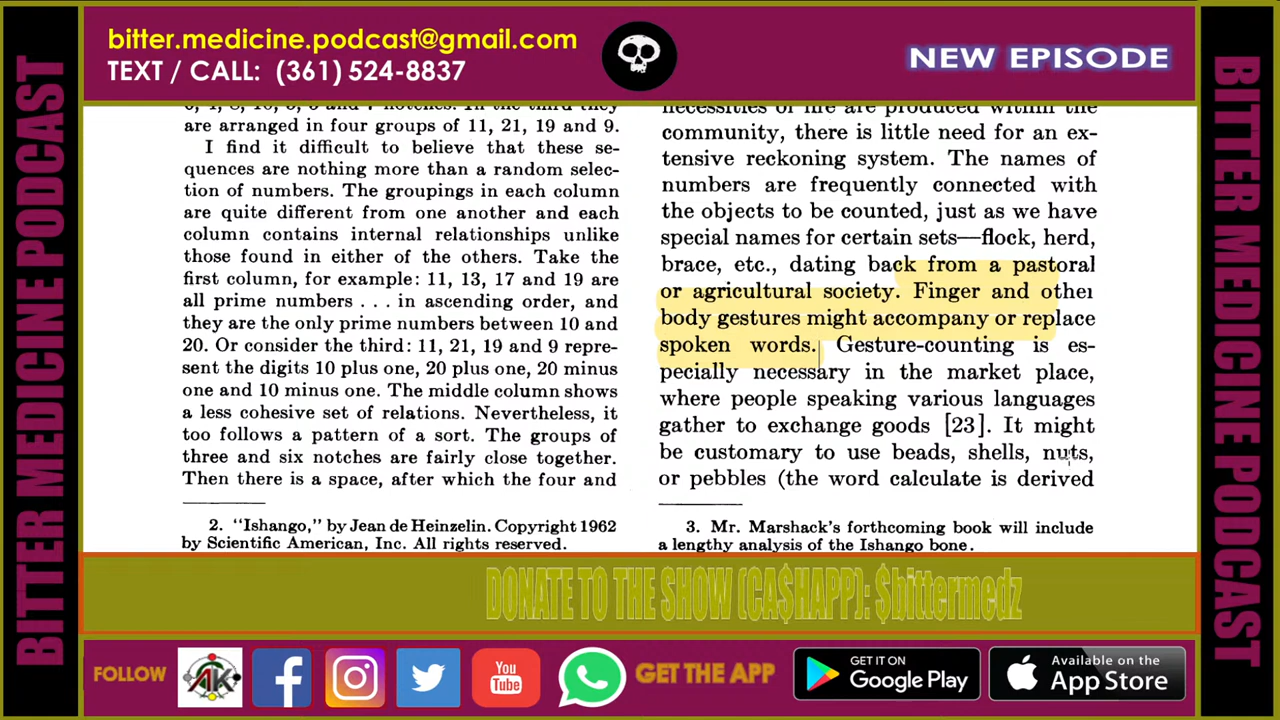 bitter.medicine.podcast@gmail.com
TEXT / CALL: (361) 524-8837
NEW EPISODE
BITTER MEDICINE PODCAST
are arranged in four groups of 11, 21, 19 and 9.
I find it difficult to believe that these se-
quences are nothing more than a random selec-
tion of numbers. The groupings in each column
are quite different from one another and each
column contains internal relationships unlike
those found in either of the others. Take the
first column, for example: 11, 13, 17 and 19 are
all prime numbers . . . in ascending order, and
they are the only prime numbers between 10 and
20. Or consider the third: 11, 21, 19 and 9 repre-
sent the digits 10 plus one, 20 plus one, 20 minus
one and 10 minus one. The middle column shows
a less cohesive set of relations. Nevertheless, it
too follows a pattern of a sort. The groups of
three and six notches are fairly close together.
Then there is a space, after which the four and
2. "Ishango," by Jean de Heinzelin. Copyright 1962
by Scientific American, Inc. All rights reserved.
necessities of life are produced within the
community, there is little need for an ex-
tensive reckoning system. The names of
numbers are frequently connected with
the objects to be counted, just as we have
special names for certain sets—flock, herd,
brace, etc., dating back from a pastoral
or agricultural society. Finger and other
body gestures might accompany or replace
spoken words. Gesture-counting is es-
pecially necessary in the market place,
where people speaking various languages
gather to exchange goods [23]. It might
be customary to use beads, shells, nuts,
or pebbles (the word calculate is derived
3. Mr. Marshack's forthcoming book will include
a lengthy analysis of the Ishango bone.
BITTER MEDICINE PODCAST
DONATE TO THE SHOW (CA$HAPP): $bittermedz
FOLLOW
You
Tube
GET THE APP
GET IT ON
Google Play
Available on the
App Store